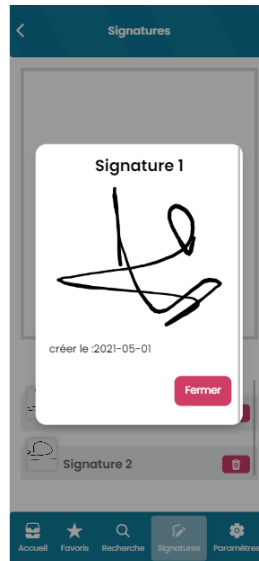 Signatures
Signature 1
créer le :2021-05-01
Fermer
Signature 2
Accueil
Favoris
Recherche
Signatures
Paramètres